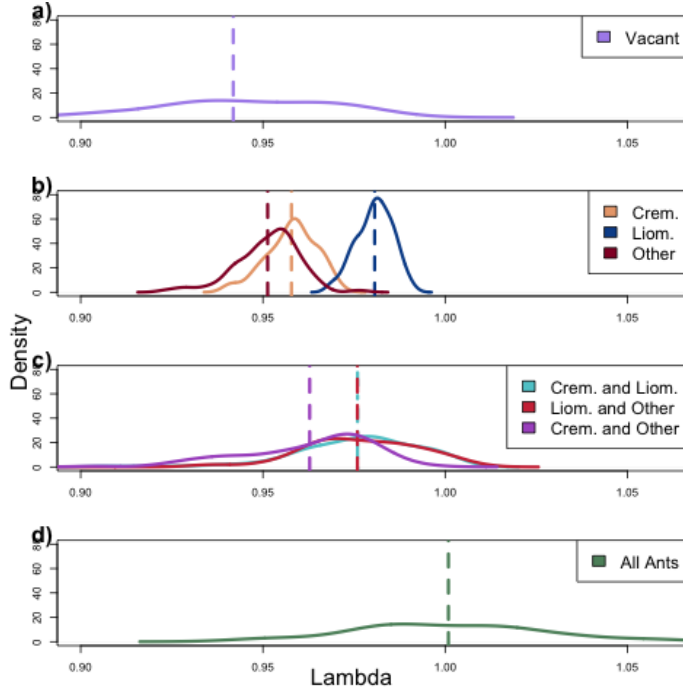 a)
80
60
40
20
0
Vacant
0.90 0.95 1.00 1.05
b)
80
60
40
20
0
Crem.
Liom.
Other
0.90 0.95 1.00 1.05
Density
c)
80
60
40
20
0
Crem. and Liom.
Liom. and Other
Crem. and Other
0.90 0.95 1.00 1.05
d)
80
60
40
20
0
All Ants
0.90 0.95 1.00 1.05
Lambda